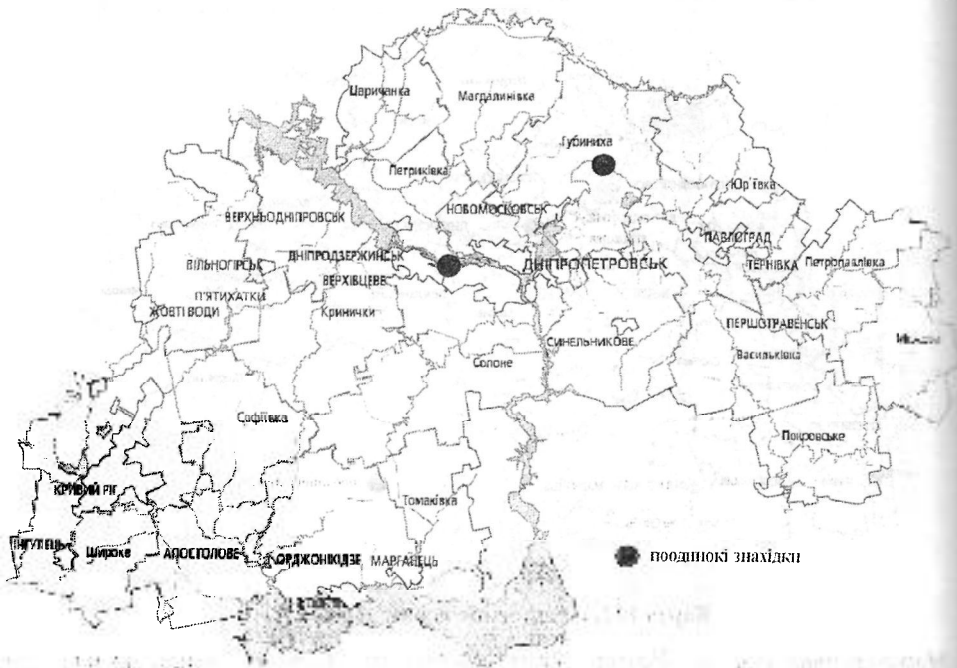 Царичанка
Магдалинівка
Губиниха
Петриківка
Юр'ївка
НОВОМОСКОВСЬК
ВЕРХНЬОДНІПРОВСЬК
ПАВЛОГРАД
ДНІПРОДЗЕРЖИНСЬК
ДНІПРОПЕТРОВСЬК
ТЕРНІВКА
Петропавлівка
ВІЛЬНОГІРСЬК
ВЕРХІВЦЕВЕ
П'ЯТИХАТКИ
ЖОВТІ ВОДИ
Кринички
ПЕРШОТРАВЕНСЬК
СИНЕЛЬНИКОВЕ
Васильківка
Солоне
Софіївка
Покровське
КРИВИЙ РІГ
Томаківка
ІНГУЛЕЦЬ
Широке
АПОСТОЛОВЕ
ОРДЖОНІКІДЗЕ
МАРГАНЕЦЬ
поодинокі знахідки